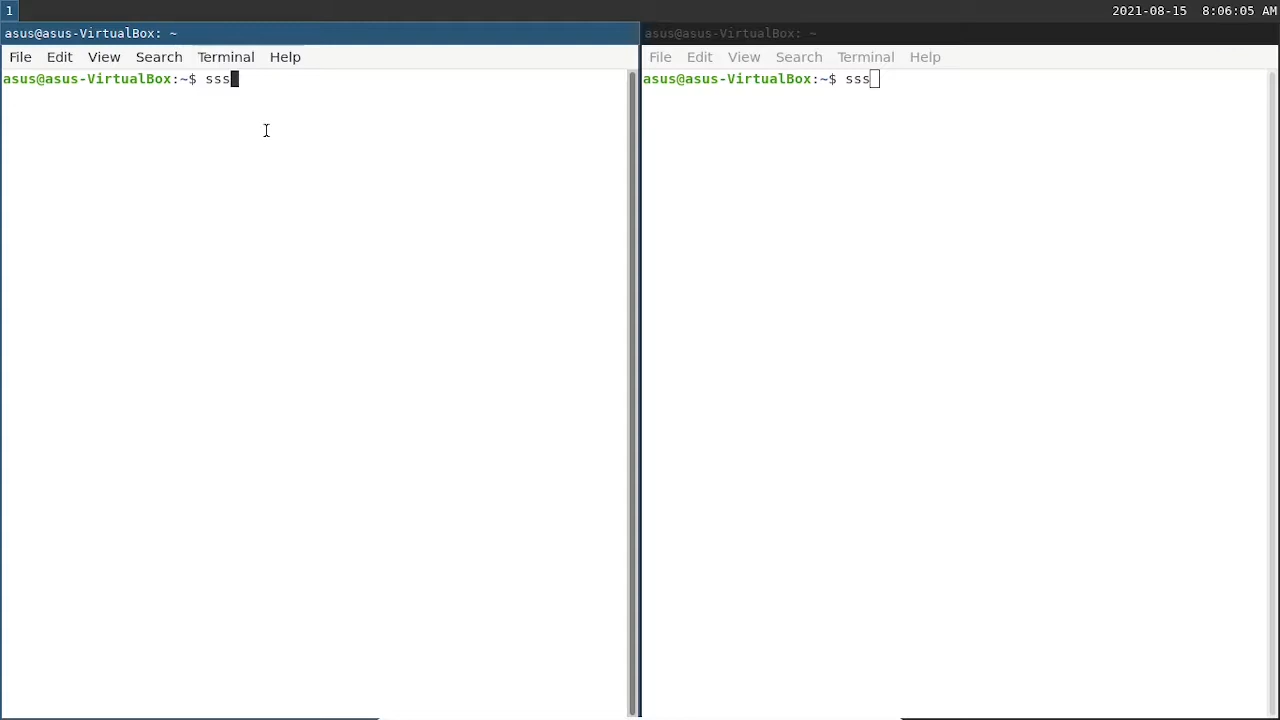 1
2021-08-15 8:06:05 AM
asus@asus-VirtualBox: ~
File Edit View Search Terminal Help
asus@asus-VirtualBox:~$ sss
asus@asus-VirtualBox: ~
File Edit View Search Terminal Help
asus@asus-VirtualBox:~$ sss